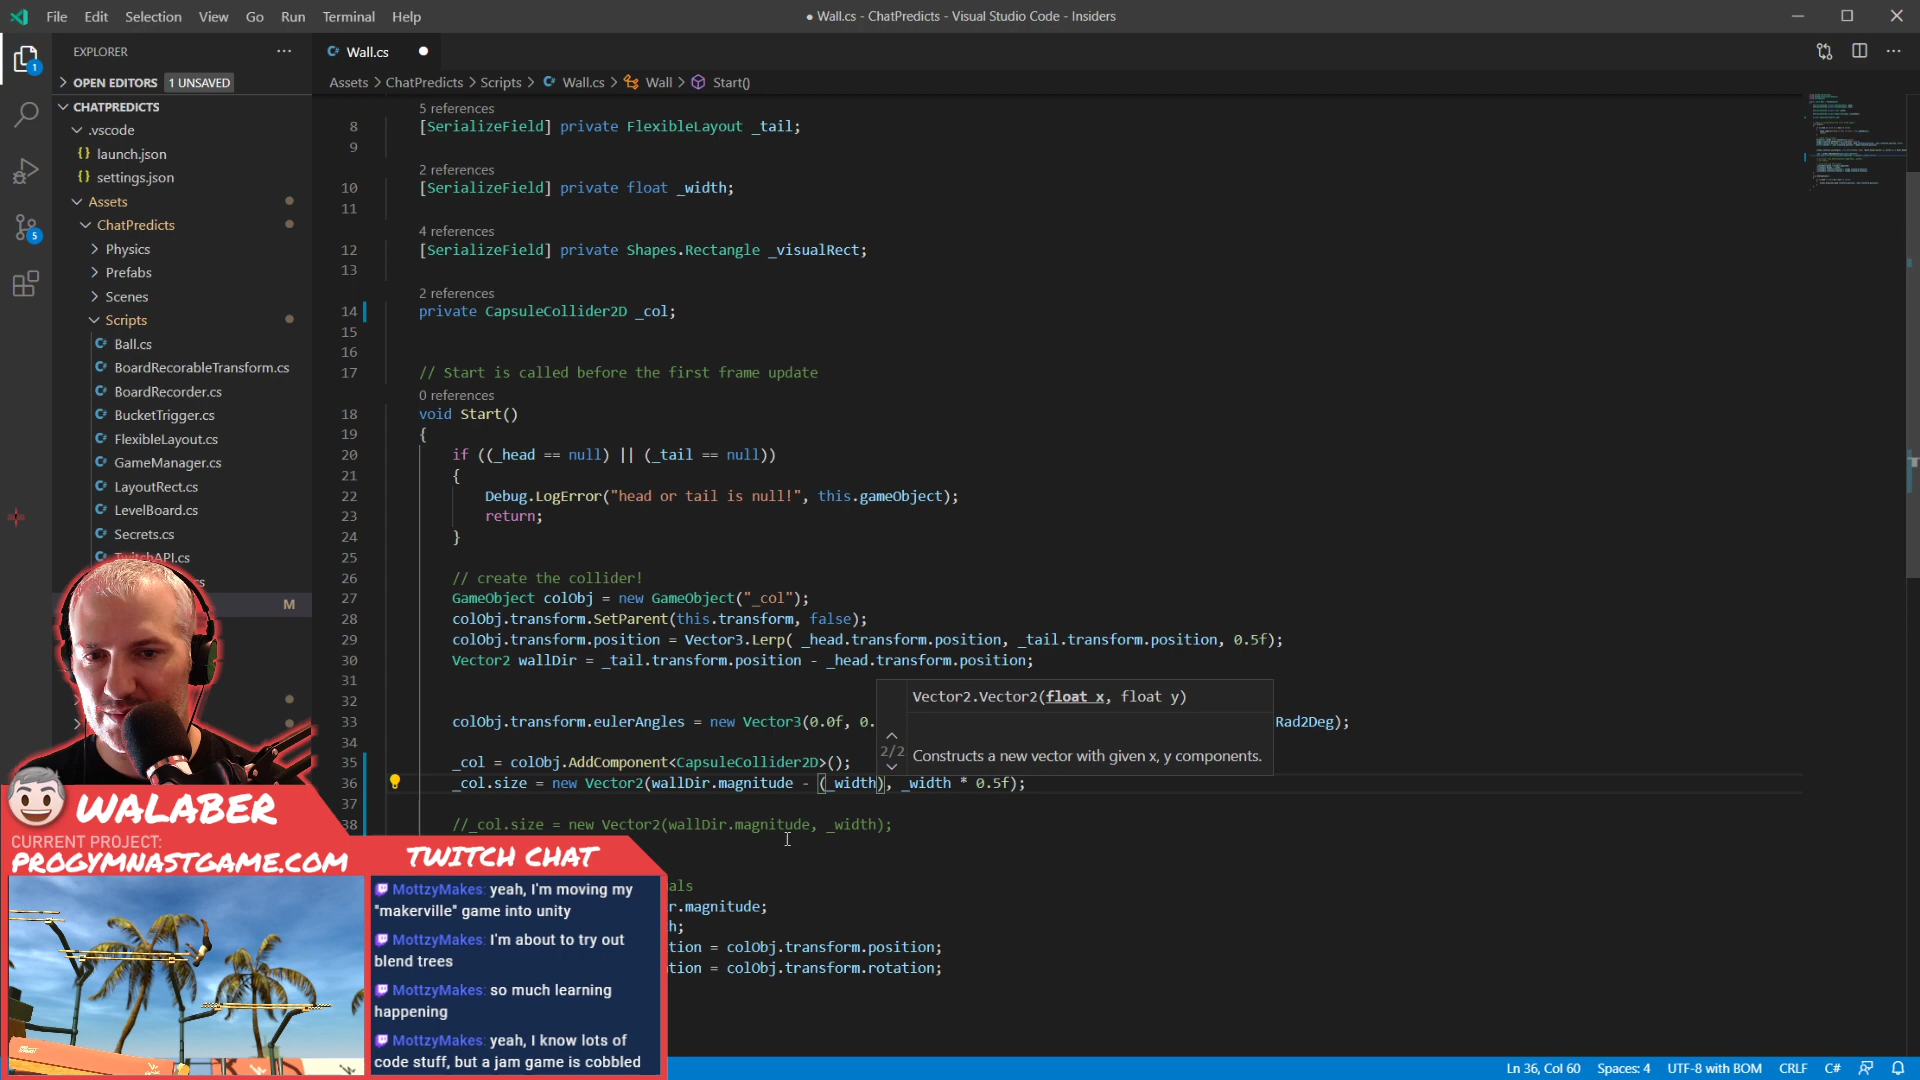 File Edit Selection View Go Run Terminal Help
● Wall.cs - ChatPredicts - Visual Studio Code - Insiders
EXPLORER
OPEN EDITORS 1 UNSAVED
CHATPREDICTS
.vscode
{} launch.json
{} settings.json
Assets
ChatPredicts
Physics
Prefabs
Scenes
Scripts
Ball.cs
BoardRecorableTransform.cs
BoardRecorder.cs
BucketTrigger.cs
FlexibleLayout.cs
GameManager.cs
LayoutRect.cs
LevelBoard.cs
Secrets.cs
TwitchAPI.cs
M
1
5
Wall.cs
Assets > ChatPredicts > Scripts > Wall.cs > Wall > Start()
5 references
8 [SerializeField] private FlexibleLayout _tail;
9
2 references
10 [SerializeField] private float _width;
11
4 references
12 [SerializeField] private Shapes.Rectangle _visualRect;
13
2 references
14 private CapsuleCollider2D _col;
15
16
17 // Start is called before the first frame update
0 references
18 void Start()
19 {
20 if ((_head == null) || (_tail == null))
21 {
22 Debug.LogError("head or tail is null!", this.gameObject);
23 return;
24 }
25
26 // create the collider!
27 GameObject colObj = new GameObject("_col");
28 colObj.transform.SetParent(this.transform, false);
29 colObj.transform.position = Vector3.Lerp( _head.transform.position, _tail.transform.position, 0.5f);
30 Vector2 wallDir = _tail.transform.position - _head.transform.position;
31
32
33 colObj.transform.eulerAngles = new Vector3(0.0f, 0. Rad2Deg);
34
35 _col = colObj.AddComponent<CapsuleCollider2D>();
36 _col.size = new Vector2(wallDir.magnitude - (_width), _width * 0.5f);
37
38 //_col.size = new Vector2(wallDir.magnitude, _width);
als
r.magnitude;
h;
tion = colObj.transform.position;
tion = colObj.transform.rotation;
Vector2.Vector2(float x, float y)
2/2
Constructs a new vector with given x, y components.
WALABER
CURRENT PROJECT:
PROGYMNASTGAME.COM
TWITCH CHAT
MottzyMakes: yeah, I'm moving my
"makerville" game into unity
MottzyMakes: I'm about to try out
blend trees
MottzyMakes: so much learning
happening
MottzyMakes: yeah, I know lots of
code stuff, but a jam game is cobbled
Ln 36, Col 60 Spaces: 4 UTF-8 with BOM CRLF C#